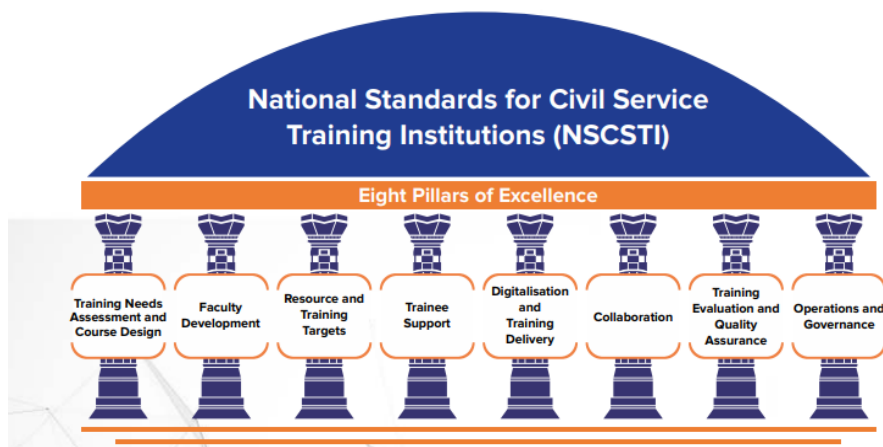 National Standards for Civil Service
Training Institutions (NSCSTI)
Eight Pillars of Excellence
Training Needs
Assessment and
Course Design
Faculty
Development
Resource and
Training
Targets
Trainee
Support
Digitalisation
and
Training
Delivery
Collaboration
Training
Evaluation and
Quality
Assurance
Operations and
Governance